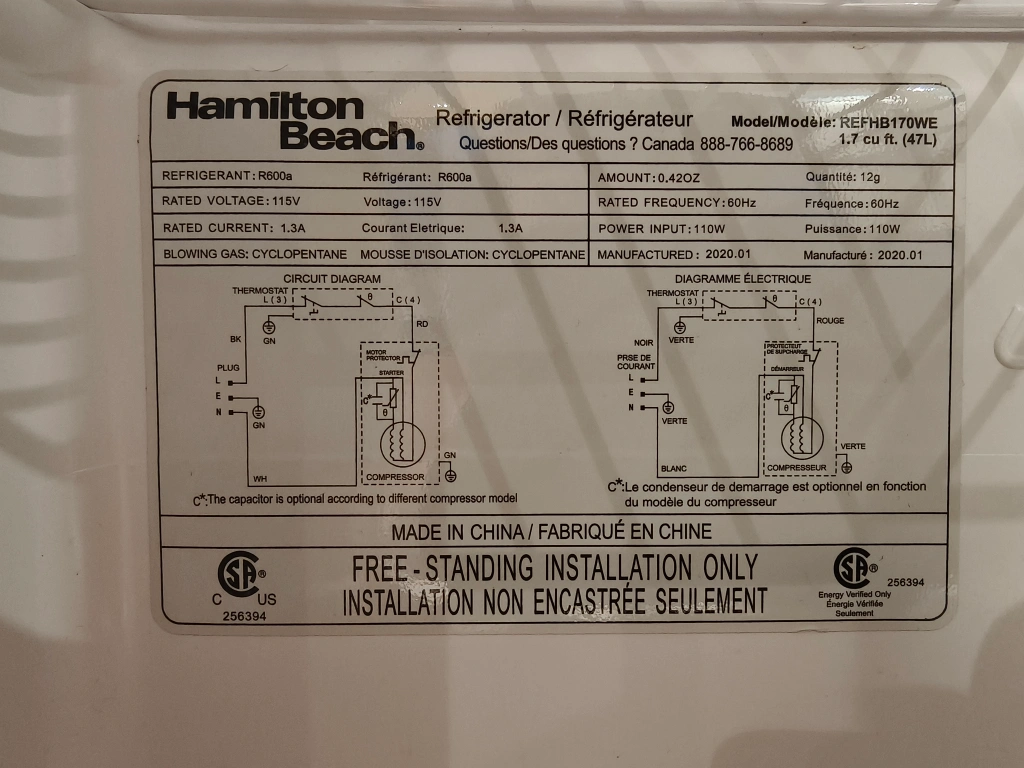 Hamilton Beach® Refrigerator / Réfrigérateur Model/Modèle: REFHB170WE
Questions/Des questions ? Canada 888-766-8689 1.7 cu ft. (47L)
REFRIGERANT: R600a Réfrigérant: R600a AMOUNT: 0.42OZ Quantité: 12g
RATED VOLTAGE: 115V Voltage: 115V RATED FREQUENCY: 60Hz Fréquence: 60Hz
RATED CURRENT: 1.3A Courant Eletrique: 1.3A POWER INPUT: 110W Puissance: 110W
BLOWING GAS: CYCLOPENTANE MOUSSE D'ISOLATION: CYCLOPENTANE MANUFACTURED: 2020.01 Manufacturé: 2020.01
CIRCUIT DIAGRAM
THERMOSTAT
L(3) θ C(4)
GN
RD
BK
MOTOR
PROTECTOR
PLUG
STARTER
L
E
N
C*
θ
GN
GN
WH
COMPRESSOR
C*:The capacitor is optional according to different compressor model
DIAGRAMME ÉLECTRIQUE
THERMOSTAT
L(3) θ C(4)
VERTE
ROUGE
NOIR
PROTECTEUR
DE SUPCHARGE
PRSE DE
COURANT
DÉMARREUR
L
E
N
C*
θ
VERTE
VERTE
BLANC
COMPRESSEUR
C*:Le condenseur de demarrage est optionnel en fonction
du modèle du compresseur
MADE IN CHINA / FABRIQUÉ EN CHINE
FREE-STANDING INSTALLATION ONLY
INSTALLATION NON ENCASTRÉE SEULEMENT
SA®
C US
256394
SA® 256394
Energy Verified Only
Énergie Vérifiée
Seulement